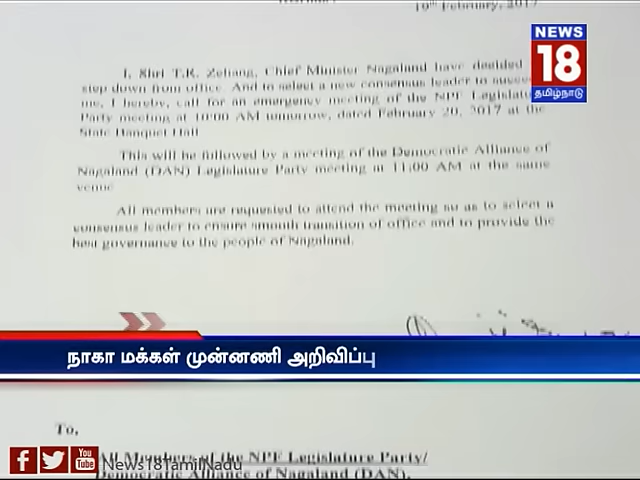 19th February, 2017
NEWS
18
தமிழ்நாடு
I, Shri T.R. Zeliang, Chief Minister Nagaland have decided
step down from office. And to select a new consensus leader to
me, I hereby, call for an emergency meeting of the NPF
Party meeting at 10:00 AM tomorrow, dated February 20, 2017 at the
State Banquet Hall
This will be followed by a meeting of the Democratic Alliance of
Nagaland (DAN) Legislature Party meeting at 11:00 AM at the same
venue
All members are requested to attend the meeting so as to select a
consensus leader to ensure smooth transition of office and to provide the
best governance to the people of Nagaland.
நாகா மக்கள் முன்னணி அறிவிப்பு
To,
All Members of the NPF Legislature Party/
Democratic Alliance of Nagaland (DAN).
You
Tube
News18TamilNadu